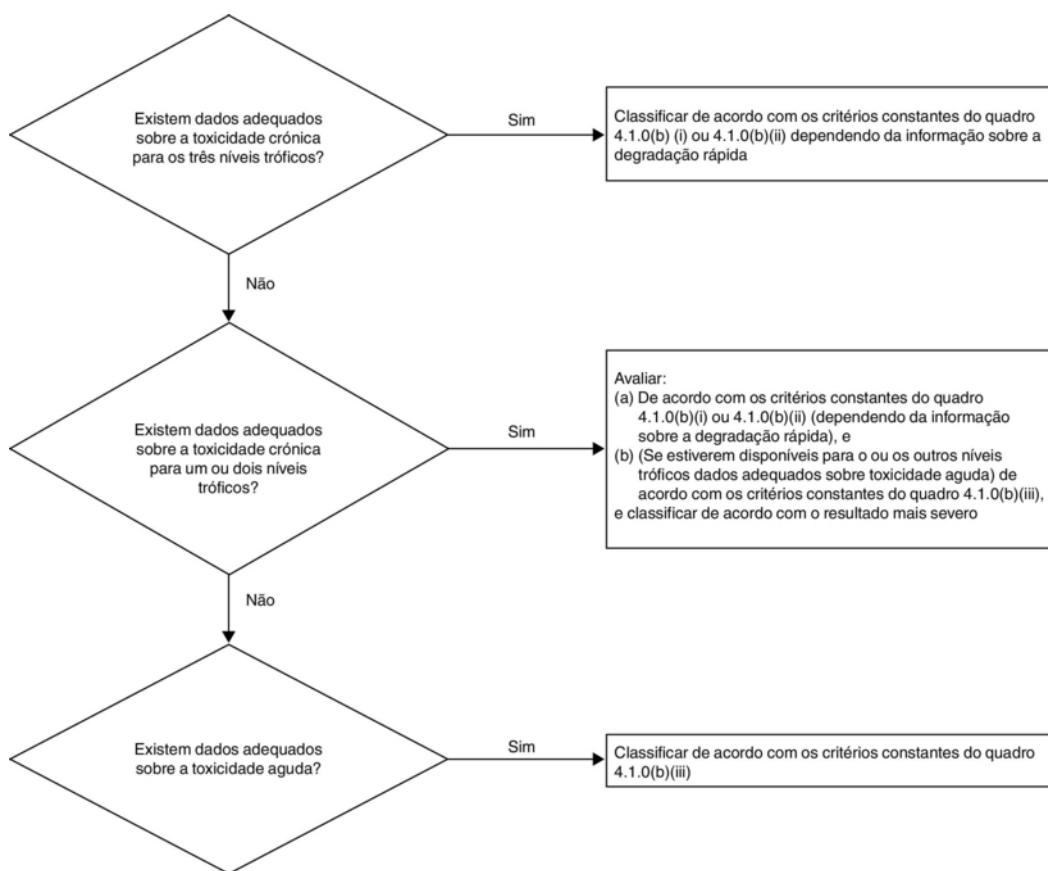 Existem dados adequados
sobre a toxicidade crónica
para os três níveis tróficos?
Sim
Classificar de acordo com os critérios constantes do quadro
4.1.0(b) (i) ou 4.1.0(b)(ii) dependendo da informação sobre a
degradação rápida
Não
Existem dados adequados
sobre a toxicidade crónica
para um ou dois níveis
tróficos?
Sim
Avaliar:
(a) De acordo com os critérios constantes do quadro
4.1.0(b)(i) ou 4.1.0(b)(ii) (dependendo da informação
sobre a degradação rápida), e
(b) (Se estiverem disponíveis para o ou os outros níveis
tróficos dados adequados sobre toxicidade aguda) de
acordo com os critérios constantes do quadro 4.1.0(b)(iii),
e classificar de acordo com o resultado mais severo
Não
Existem dados adequados
sobre a toxicidade aguda?
Sim
Classificar de acordo com os critérios constantes do quadro
4.1.0(b)(iii)